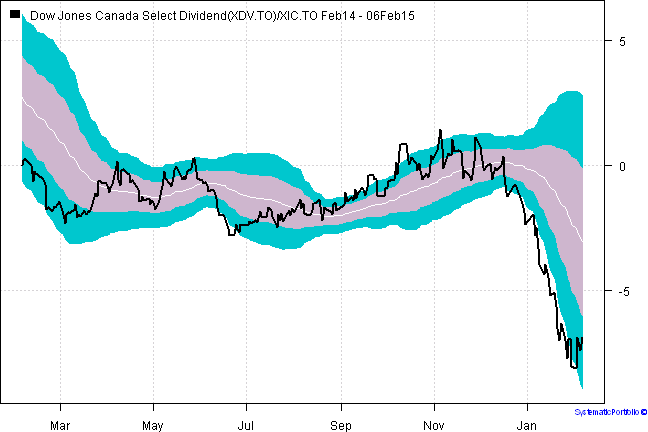 Dow Jones Canada Select Dividend(XDV.TO)/XIC.TO Feb14 - 06Feb15
5
0
-5
Mar May Jul Sep Nov Jan
SystematicPortfolio ©